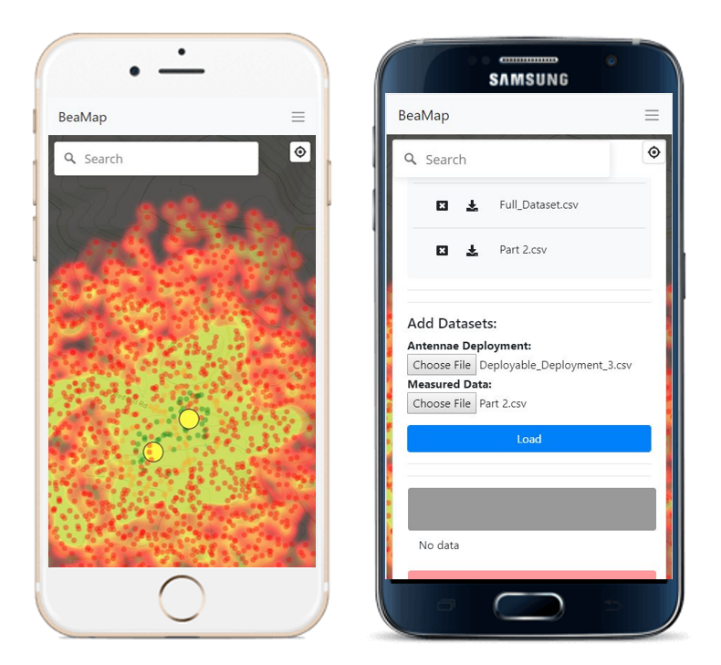 BeaMap
Search
SAMSUNG
BeaMap
Search
Full_Dataset.csv
Part 2.csv
Add Datasets:
Antennae Deployment:
Choose File Deployable_Deployment_3.csv
Measured Data:
Choose File Part 2.csv
Load
No data